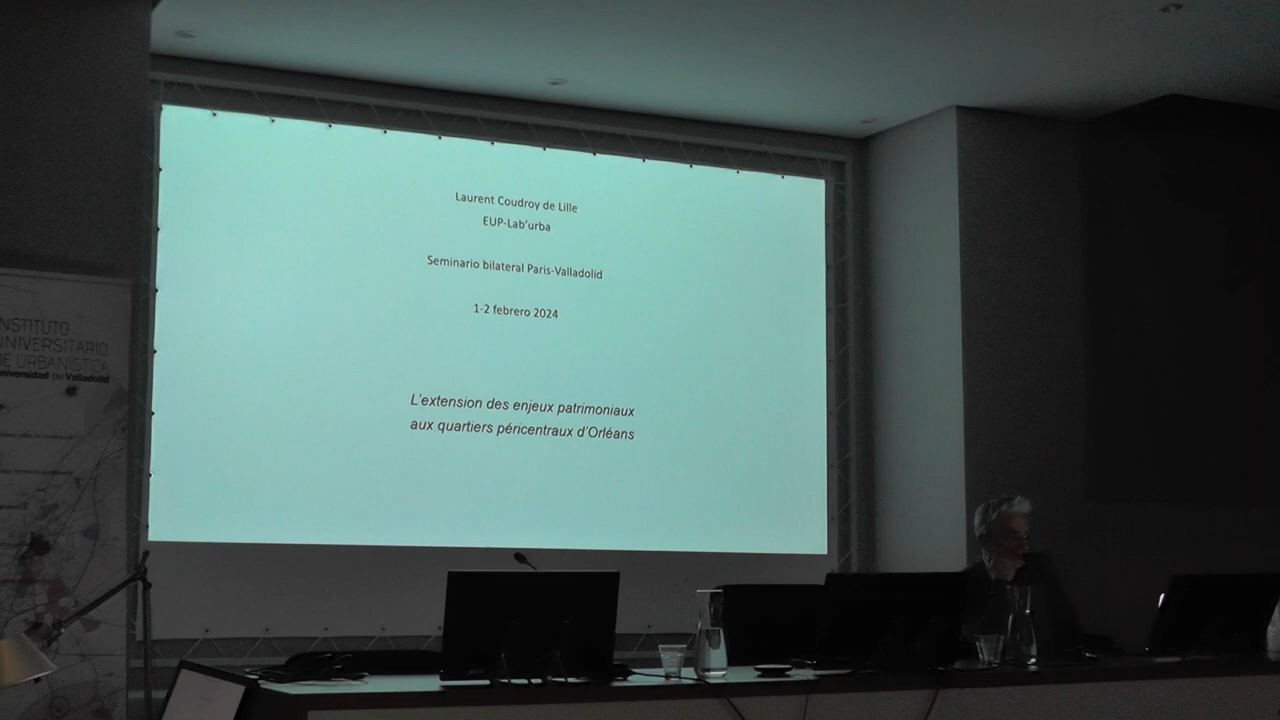 Laurent Coudroy de Lille
EUP-Lab'urba
Seminario bilateral Paris-Valladolid
1-2 febrero 2024
L'extension des enjeux patrimoniaux
aux quartiers péricentraux d'Orléans
NSTITUTO
UNIVERSITARIO
DE URBANÍSTICA
Universidad de Valladolid